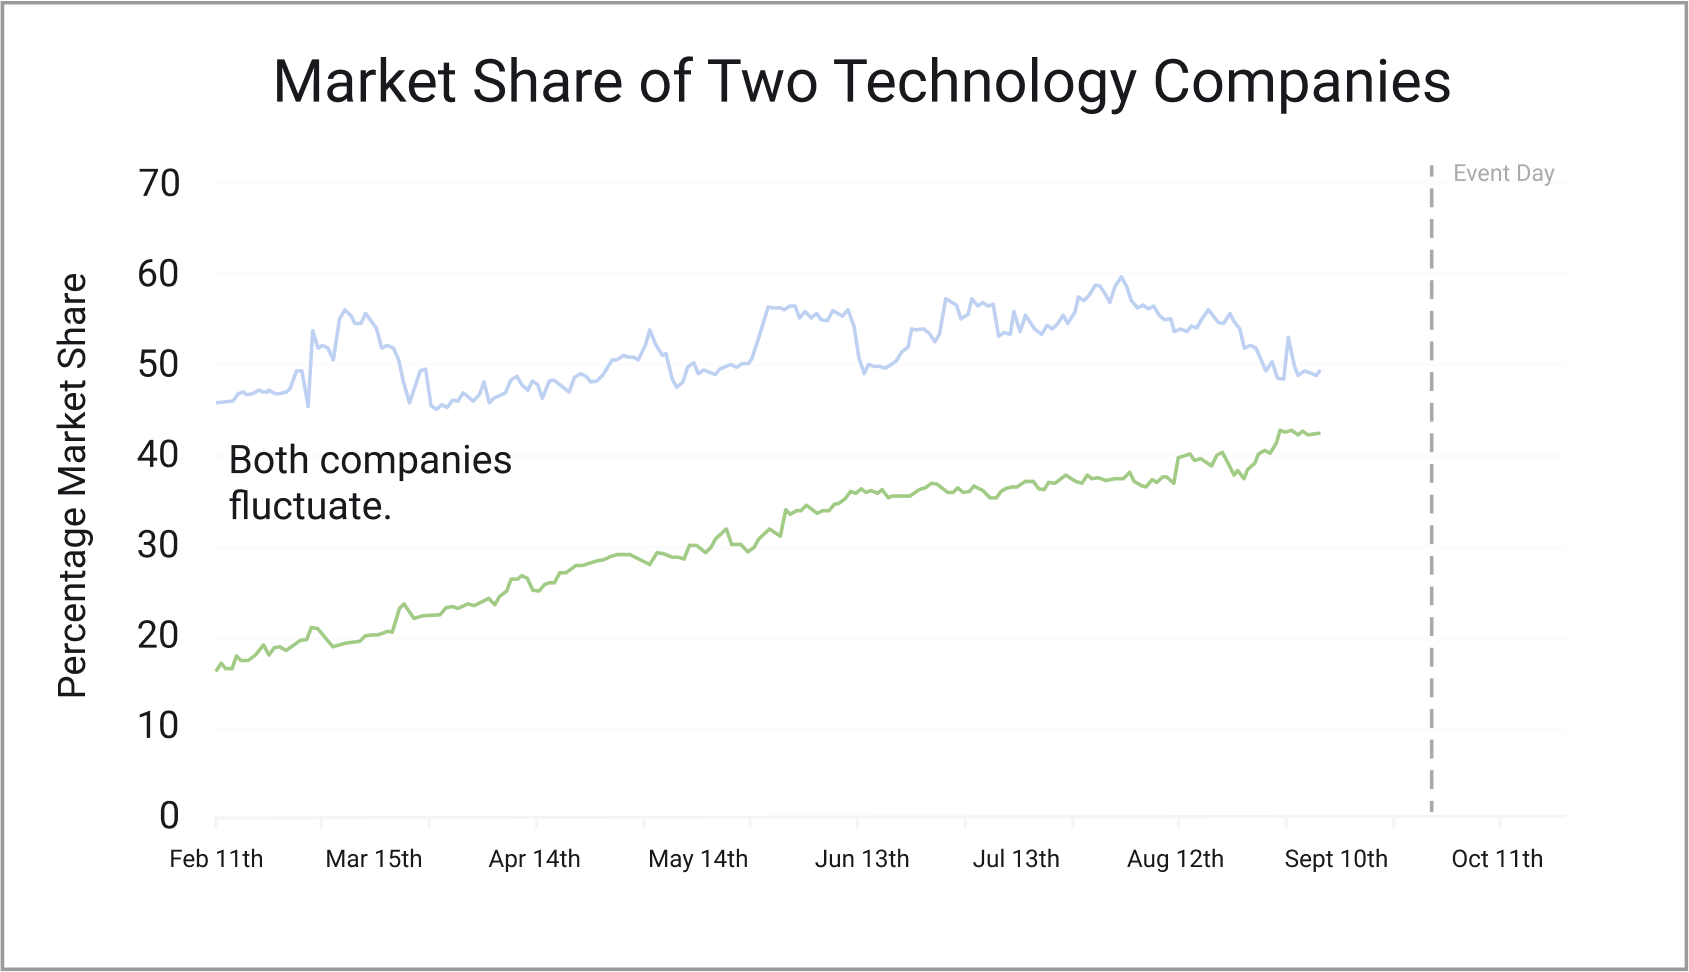 Market Share of Two Technology Companies
Event Day
Percentage Market Share
70
60
50
40
30
20
10
0
Both companies
fluctuate.
Feb 11th Mar 15th Apr 14th May 14th Jun 13th Jul 13th Aug 12th Sept 10th Oct 11th